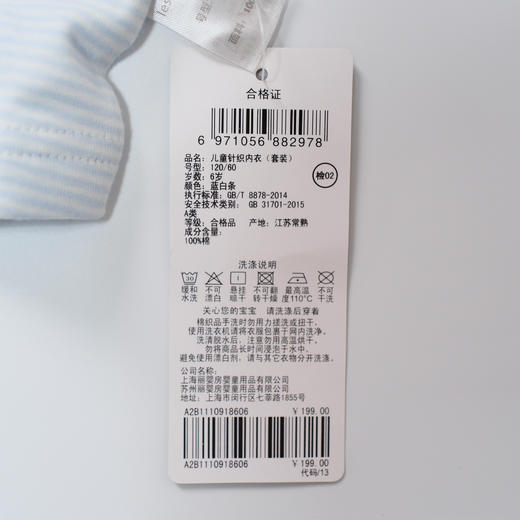 les
号型
面料：100
合格证
6 971056 882978
品名：儿童针织内衣（套装）
号型：120/60
岁数：6岁
检02
颜色：蓝白条
执行标准：GB/T 8878-2014
安全技术类别： GB 31701-2015
A类
等级：合格品 产地：江苏常熟
成分含量：
100%棉
洗涤说明
30 110
缓和水洗 不可漂白 悬挂晾干 不可翻转干燥 最高温度110°C 不可干洗
关心您的宝宝 请洗涤后穿着
棉织品手洗时勿用力搓洗或扭干。
使用洗衣机请将衣服包裹于网内洗净。
洗清脱水后，注意勿用高温烘干。
勿将商品长时间浸泡于水中。
避免使用漂白剂。请与其它衣物分开洗涤。
公司名称：
上海丽婴房婴童用品有限公司
苏州丽婴房婴童用品有限公司
地址：上海市闵行区七莘路1855号
A2B1110918606 ￥199.00
A2B1110918606 ￥199.00
代码/13